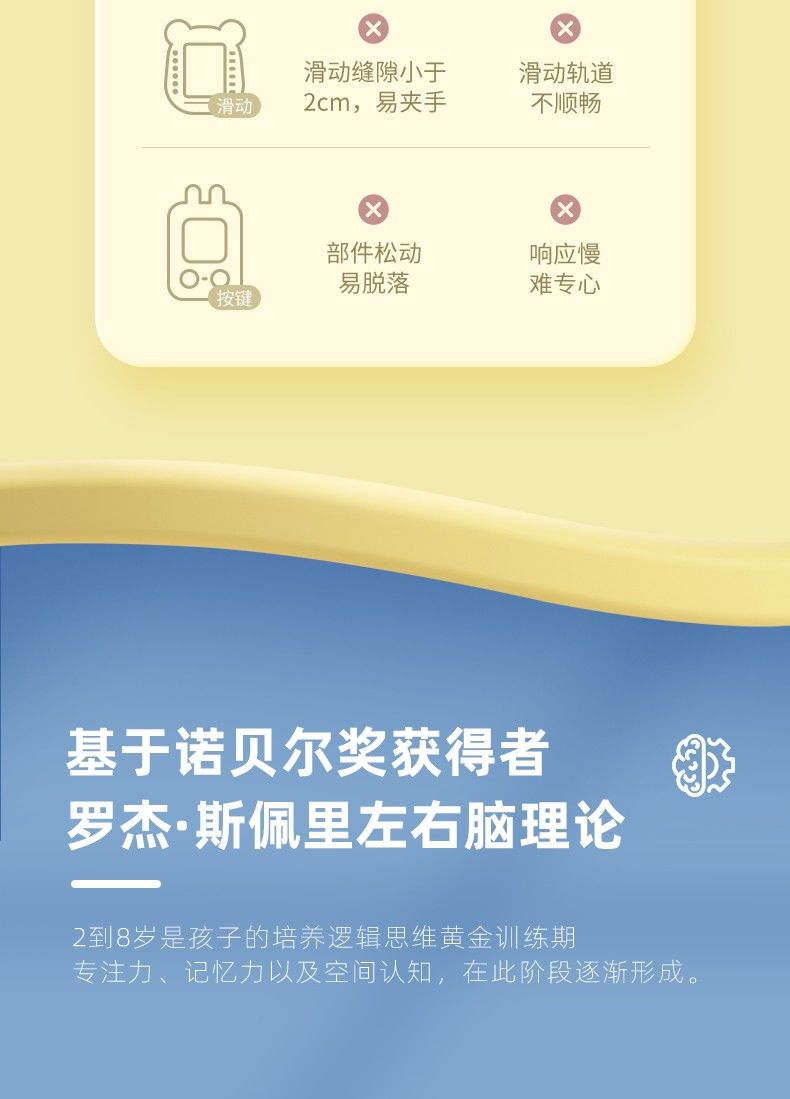 滑动
滑动缝隙小于
2cm，易夹手
滑动轨道
不顺畅
按键
部件松动
易脱落
响应慢
难专心
基于诺贝尔奖获得者
罗杰·斯佩里左右脑理论
2到8岁是孩子的培养逻辑思维黄金训练期
专注力、记忆力以及空间认知，在此阶段逐渐形成。